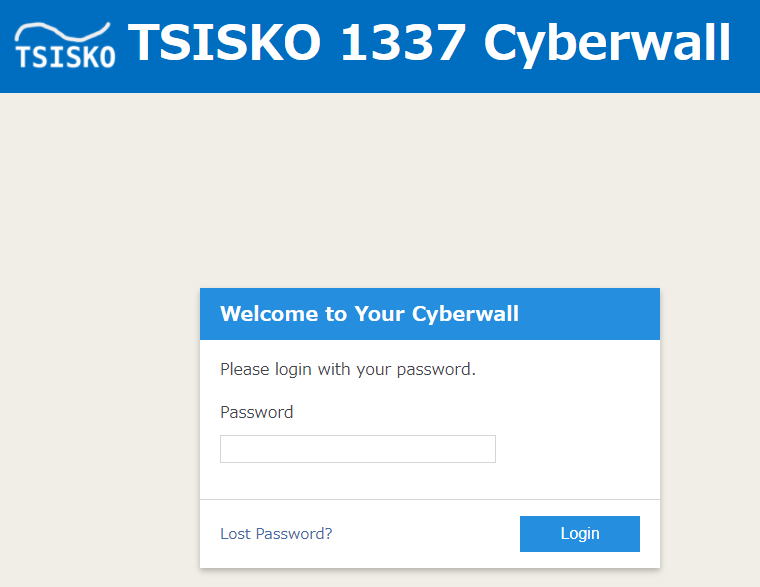 TSISKO
TSISKO 1337 Cyberwall
Welcome to Your Cyberwall
Please login with your password.
Password
Lost Password?
Login